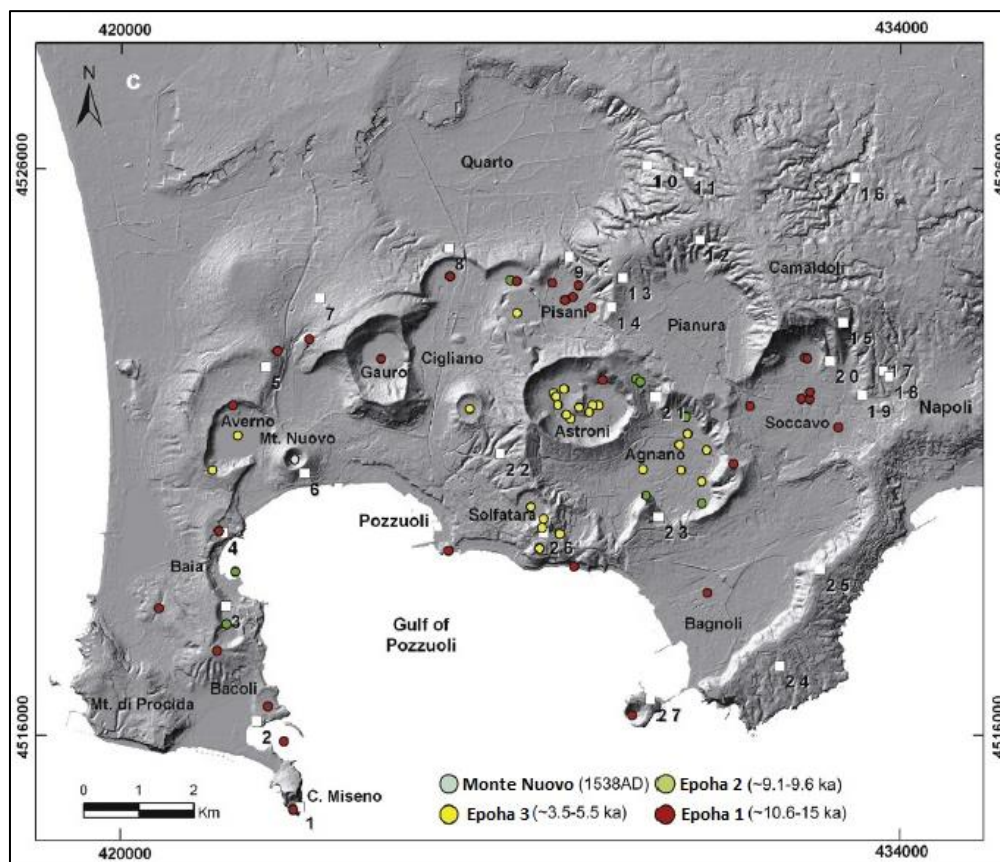 420000 434000
N
C
Quarto
4526000
4526000
10
11
16
12
8
9
Camaldoli
13
7
Pisani
14
Pianura
15
Gauro
Cigliano
5
20
17
18
21
19
Napoli
Averno
Astroni
Soccavo
Mt. Nuovo
Agnano
22
6
Solfatara
Pozzuoli
23
26
4
Baia
25
3
Gulf of
Pozzuoli
Bagnoli
Bacoli
24
Mt. di Procida
27
2
4516000
4516000
0 2
Km
C. Miseno
1
Monte Nuovo (1538AD)
Epoha 2 (~9.1-9.6 ka)
Epoha 3 (~3.5-5.5 ka)
Epoha 1 (~10.6-15 ka)
420000 434000